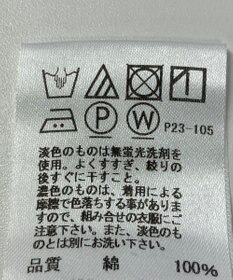 P W P23-105
淡色のものは無蛍光洗剤を
使用。よくすすぎ、絞りの
後すぐに干すこと。
濃色のものは、着用による
摩擦で色落ちする事があります
すので、組み合せの衣服にご
注意下さい。また、淡色のも
のとは別にお洗い下さい。
品質 綿 100%